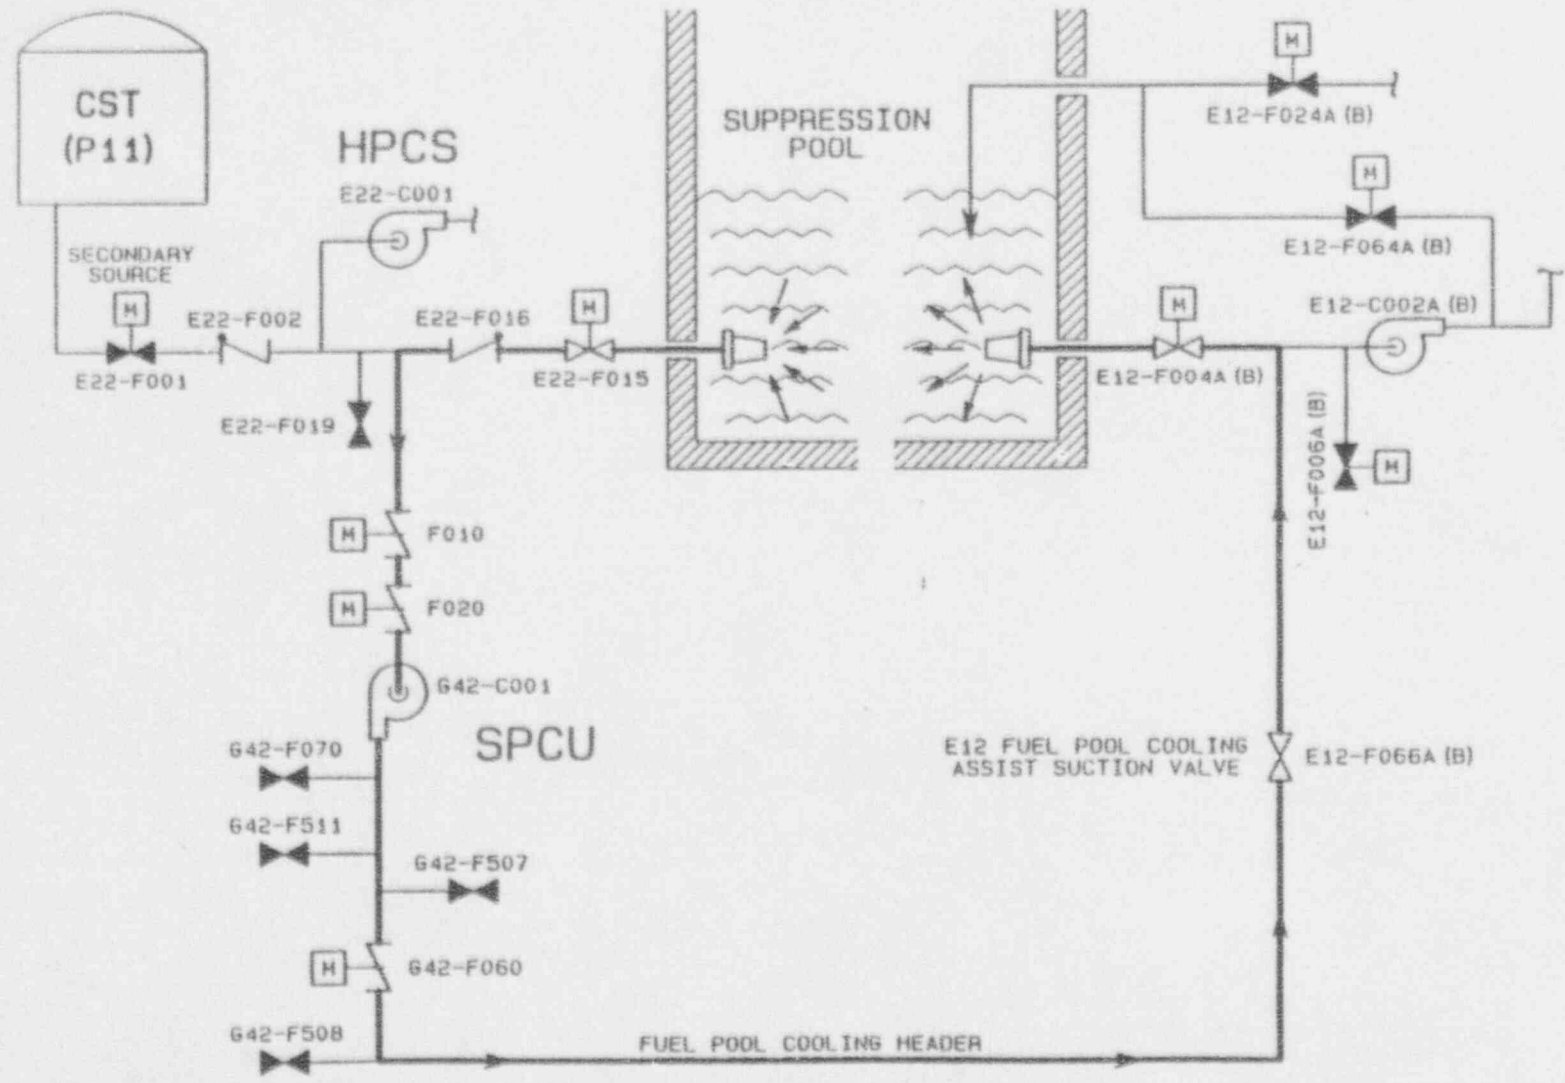 CST
(P11)
HPCS
E22-C001
SECONDARY
SOURCE
M
E22-F001
E22-F002
E22-F016
M
E22-F015
E22-F019
SUPPRESSION
POOL
M
E12-F024A (B)
M
E12-F064A (B)
M
E12-F004A (B)
E12-C002A (B)
E12-F006A (B)
M
M
F010
M
F020
G42-C001
SPCU
G42-F070
G42-F511
G42-F507
M
G42-F060
G42-F508
FUEL POOL COOLING HEADER
E12 FUEL POOL COOLING
ASSIST SUCTION VALVE
E12-F066A (B)